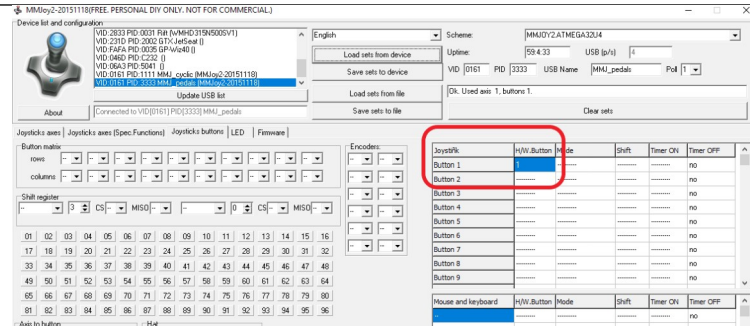 MMJoy2-20151118(FREE. PERSONAL DIY ONLY. NOT FOR COMMERCIAL.)
Device list and configuration
VID:2833 PID:0031 Rift (WMHD315N500SV1)
VID:231D PID:2002 GTX JetSeat ()
VID:FAFA PID:0035 GP-Wiz40 ()
VID:046D PID:C232 ()
VID:06A3 PID:5041 ()
VID:0161 PID:1111 MMJ_cyclic (MMJoy2-20151118)
VID:0161 PID:3333 MMJ_pedals (MMJoy2-20151118)
Update USB list
About
Connected to VID[0161] PID[3333] MMJ_pedals
English
Load sets from device
Save sets to device
Load sets from file
Save sets to file
Scheme: MMJOY2.ATMEGA32U4
Uptime: 59:4:33 USB (p/s) 4
VID 0161 PID 3333 USB Name MMJ_pedals Poll 1
Ok. Used axis 1, buttons 1.
Clear sets
Joysticks axes Joysticks axes (Spec.Functions) Joysticks buttons LED Firmware
Button matrix
rows -- -- -- -- -- -- -- --
columns -- -- -- -- -- -- -- --
Shift register
-- 3 CS -- MISO -- -- 0 CS -- MISO --
01 02 03 04 05 06 07 08 09 10 11 12 13 14 15 16
17 18 19 20 21 22 23 24 25 26 27 28 29 30 31 32
33 34 35 36 37 38 39 40 41 42 43 44 45 46 47 48
49 50 51 52 53 54 55 56 57 58 59 60 61 62 63 64
65 66 67 68 69 70 71 72 73 74 75 76 77 78 79 80
81 82 83 84 85 86 87 88 89 90 91 92 93 94 95 96
Axis to button Hat
Encoders:
-- --
-- --
-- --
-- --
-- --
-- --
Joystik H/W.Button Mode Shift Timer ON Timer OFF
Button 1 1 --------- --------- --------- no
Button 2 --------- --------- --------- --------- no
Button 3 --------- --------- --------- --------- no
Button 4 --------- --------- --------- --------- no
Button 5 --------- --------- --------- --------- no
Button 6 --------- --------- --------- --------- no
Button 7 --------- --------- --------- --------- no
Button 8 --------- --------- --------- --------- no
Button 9 --------- --------- --------- --------- no
Mouse and keyboard H/W.Button Mode Shift Timer ON Timer OFF
-- --------- --------- --------- --------- no